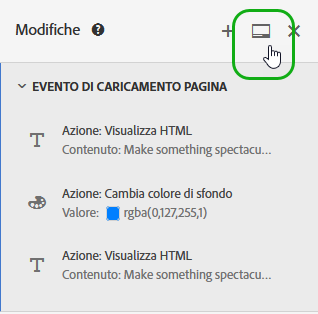 Modifiche
EVENTO DI CARICAMENTO PAGINA
Azione: Visualizza HTML
Contenuto: Make something spectacu...
Azione: Cambia colore di sfondo
Valore: rgba(0,127,255,1)
Azione: Visualizza HTML
Contenuto: Make something spectacu...